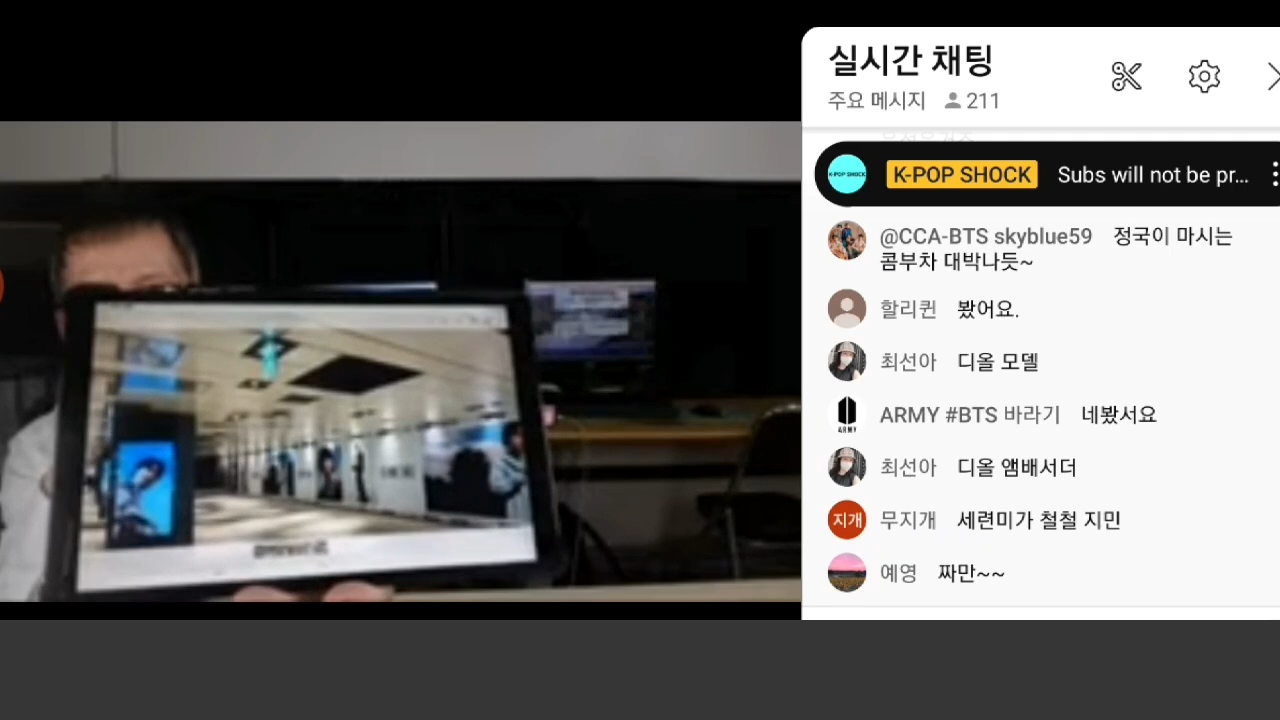 실시간 채팅
주요 메시지 211
K-POP SHOCK K-POP SHOCK Subs will not be pr...
@CCA-BTS skyblue59 정국이 마시는
콤부차 대박나듯~
할리퀸 봤어요.
최선아 디올 모델
ARMY ARMY #BTS 바라기 네봤서요
최선아 디올 앰배서더
지개 무지개 세련미가 철철 지민
예영 짜만~~